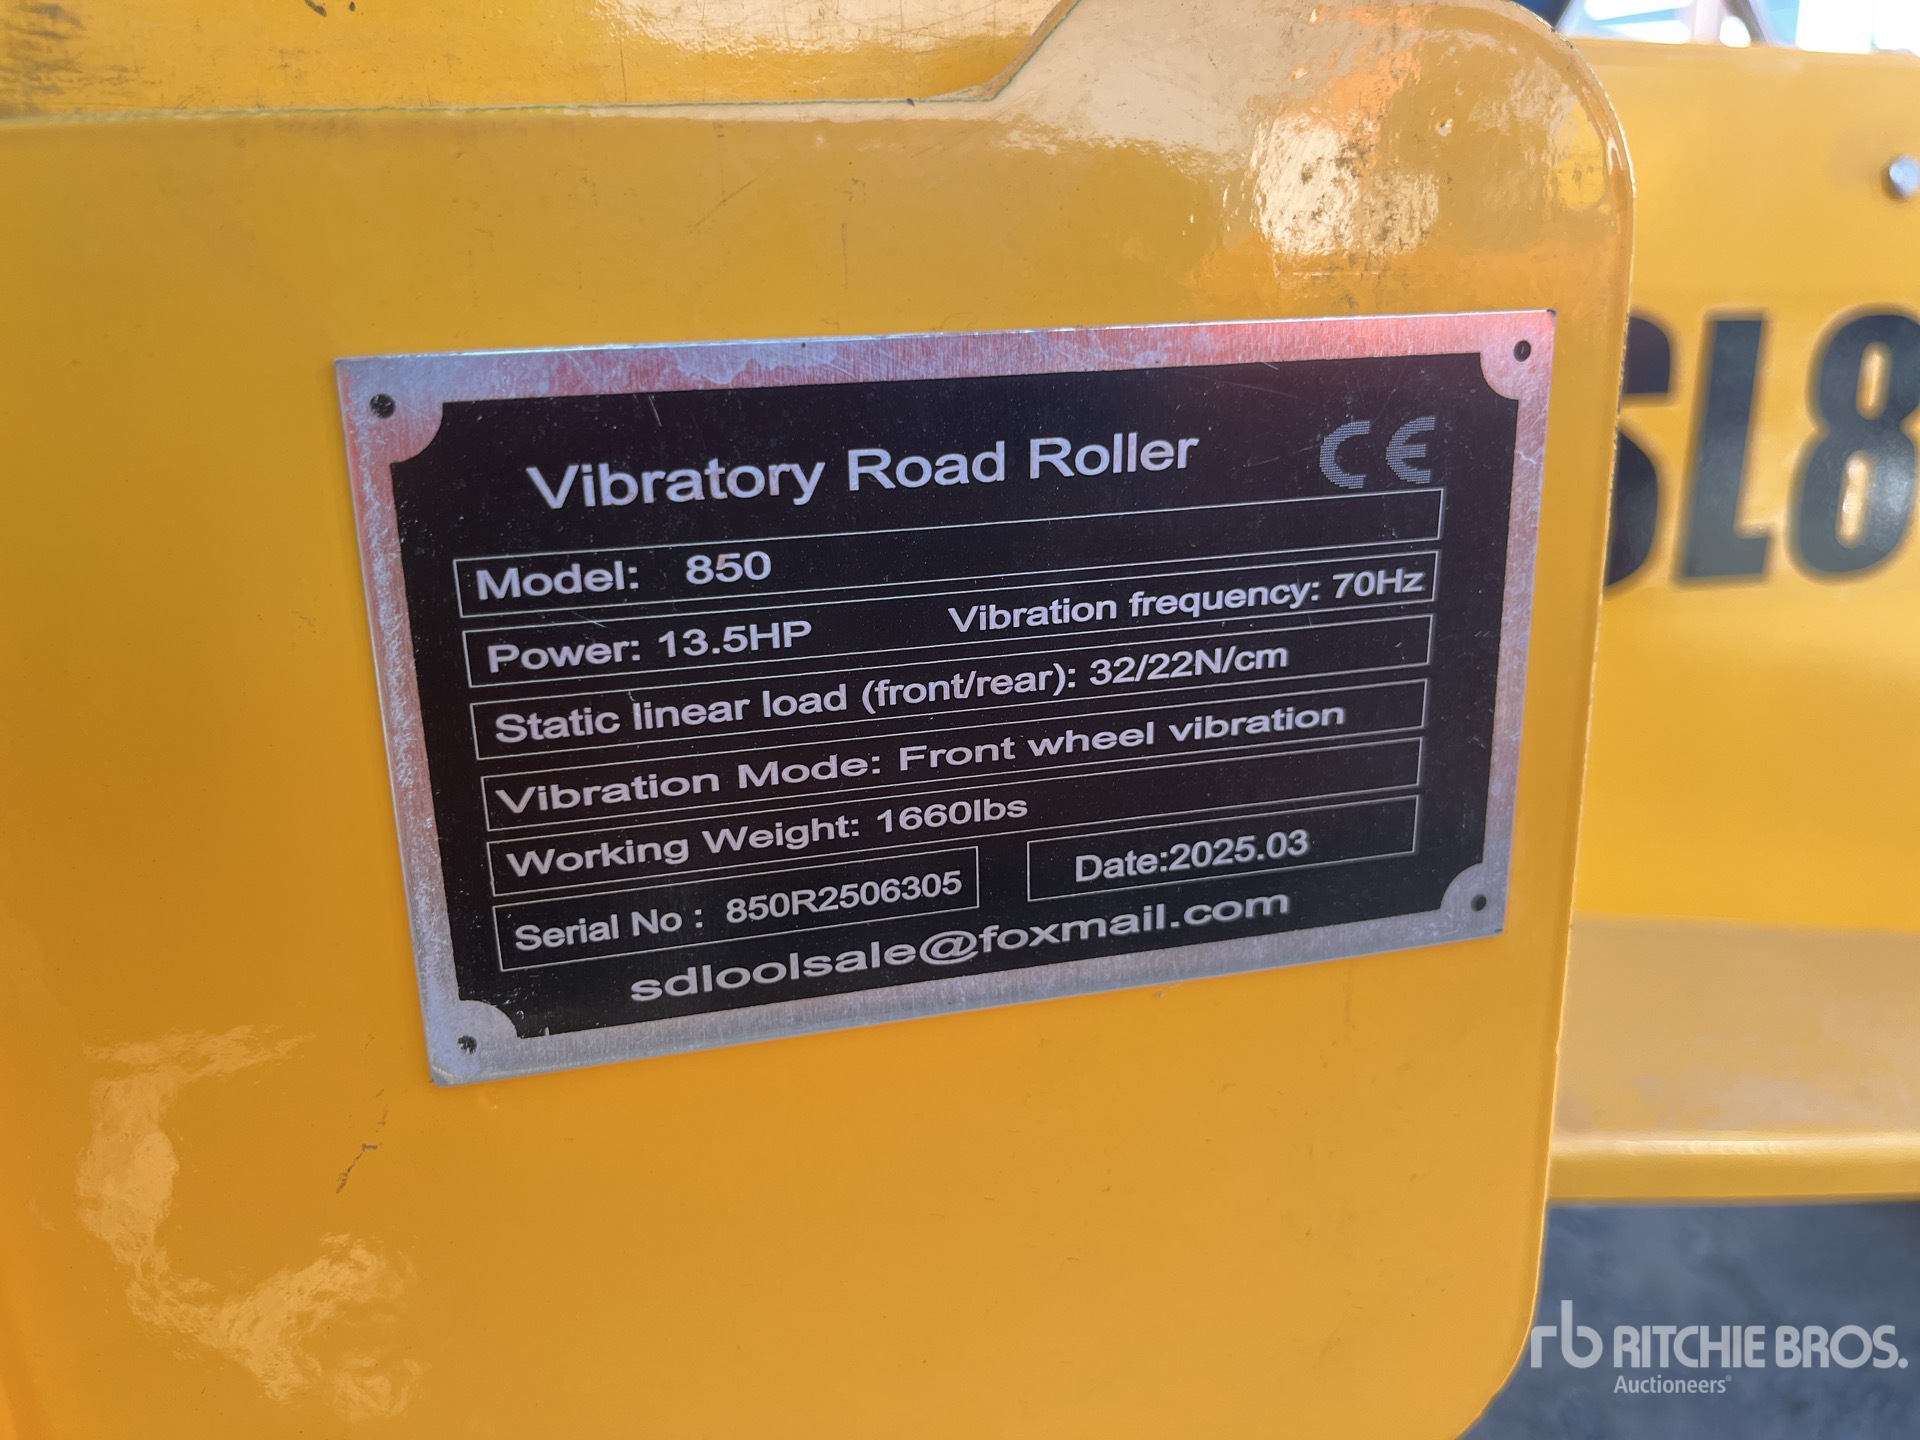 Vibratory Road Roller CE
Model: 850
Power: 13.5HP Vibration frequency: 70Hz
Static linear load (front/rear): 32/22N/cm
Vibration Mode: Front wheel vibration
Working Weight: 1660lbs
Serial No : 850R2506305 Date:2025.03
sdloolsale@foxmail.com
SL8
rb RITCHIE BROS.
Auctioneers